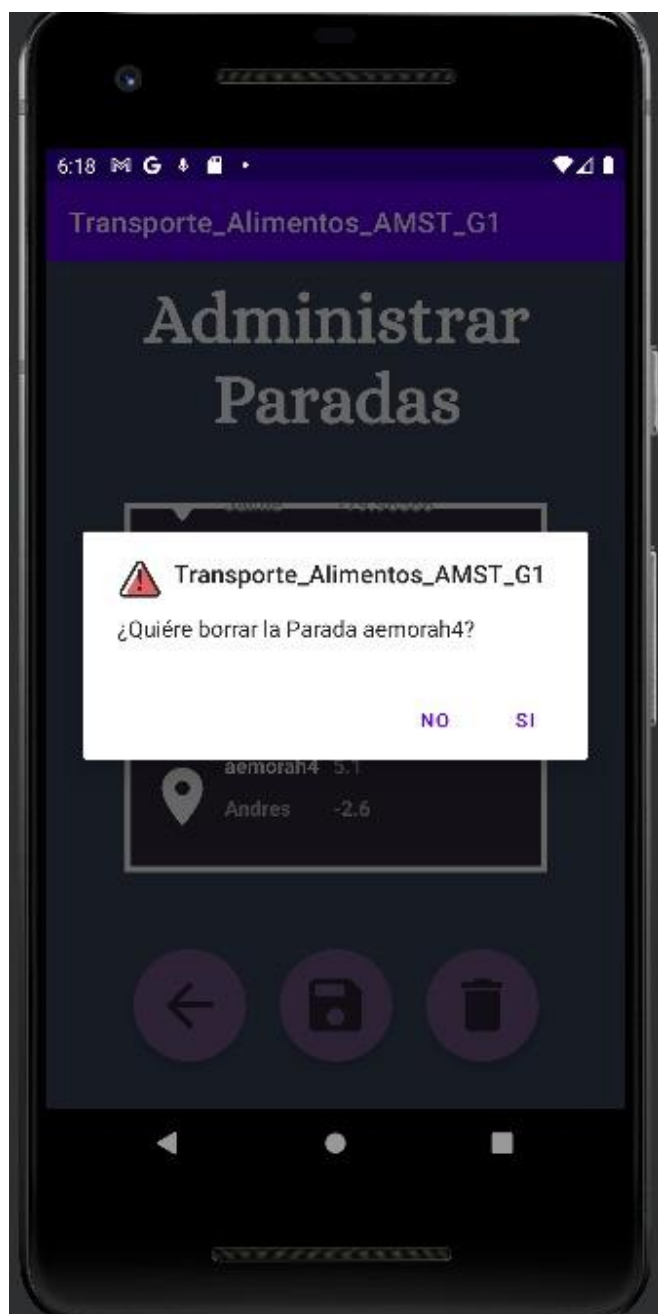 6:18
Transporte_Alimentos_AMST_G1
Administrar
Paradas
Transporte_Alimentos_AMST_G1
¿Quiére borrar la Parada aemorah4?
NO SI
aemorah4 5.1
Andres -2.6